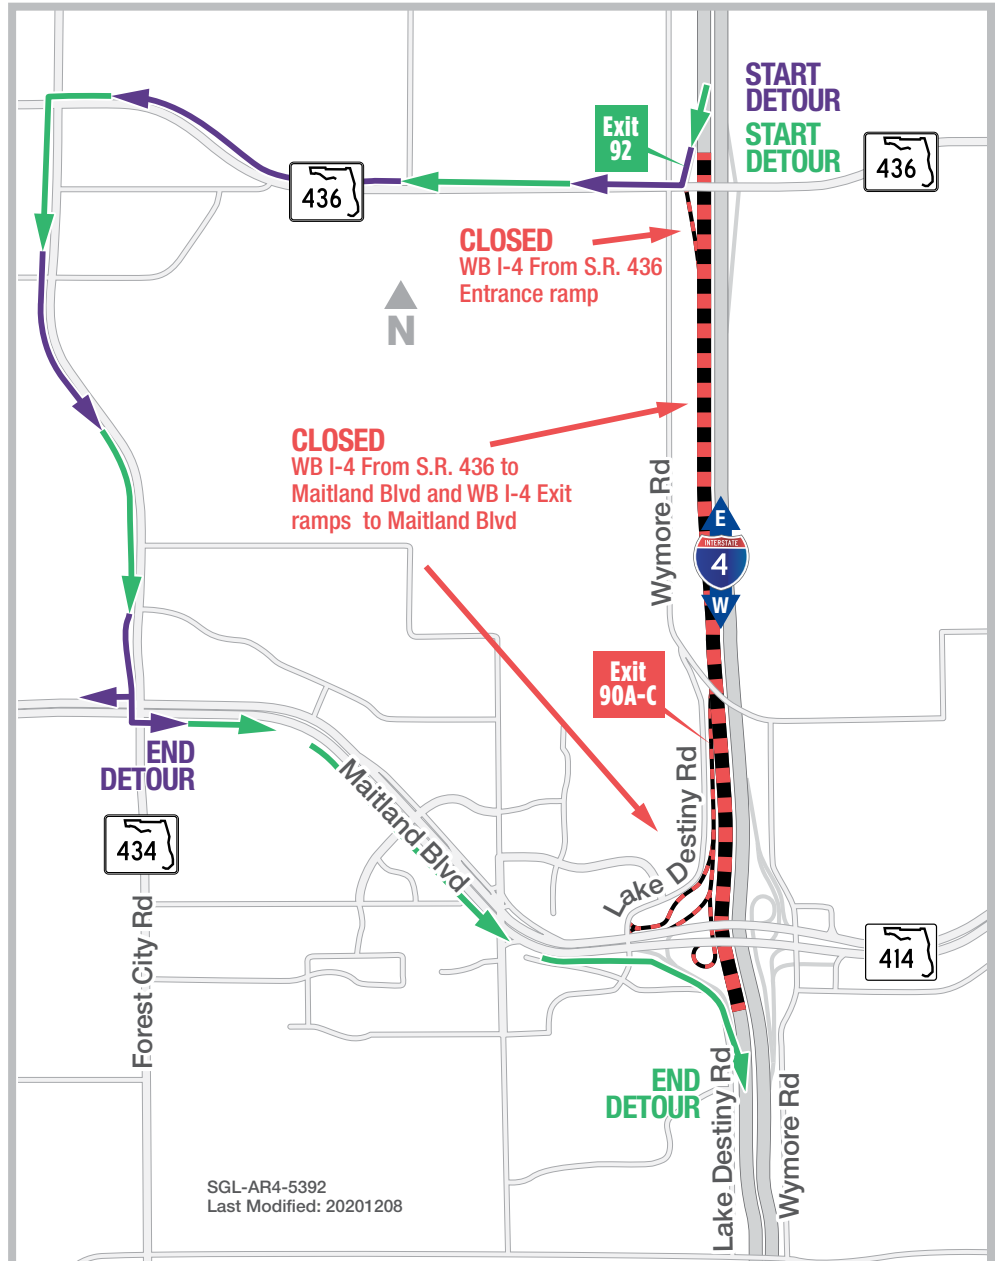 START
DETOUR
START
DETOUR
Exit
92
436
436
CLOSED
WB I-4 From S.R. 436
Entrance ramp
N
CLOSED
WB I-4 From S.R. 436 to
Maitland Blvd and WB I-4 Exit
ramps to Maitland Blvd
Wymore Rd
E
INTERSTATE
4
W
Exit
90A-C
END
DETOUR
Maitland Blvd
Lake Destiny Rd
434
Forest City Rd
414
END
DETOUR
Lake Destiny Rd
Wymore Rd
SGL-AR4-5392
Last Modified: 20201208